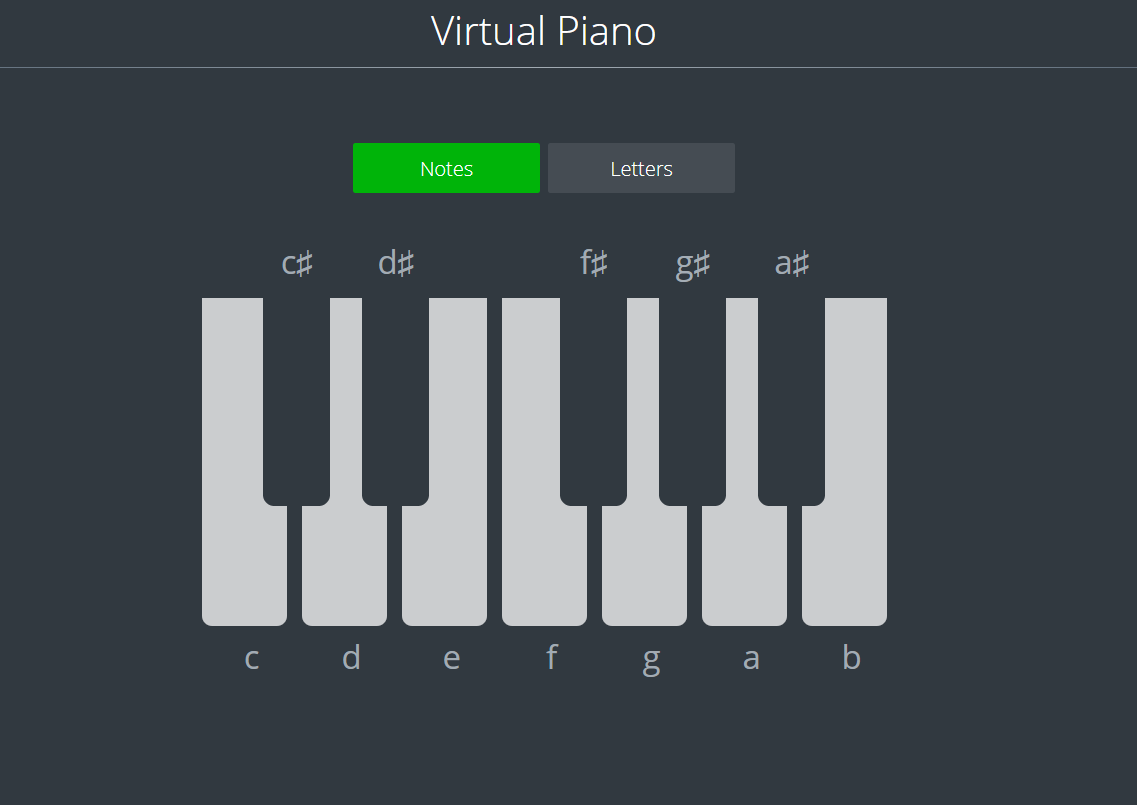 Virtual Piano
Notes Letters
c♯ d♯ f♯ g♯ a♯
c d e f g a b